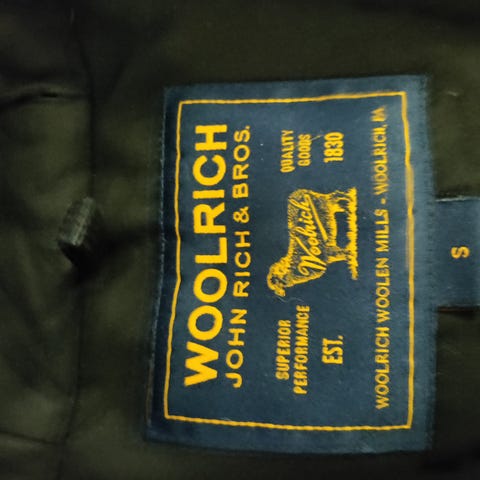 WOOLRICH
JOHN RICH & BROS.
SUPERIOR
PERFORMANCE
EST.
Woolrich
QUALITY
GOODS
1830
WOOLRICH WOOLEN MILLS - WOOLRICH, PA
S